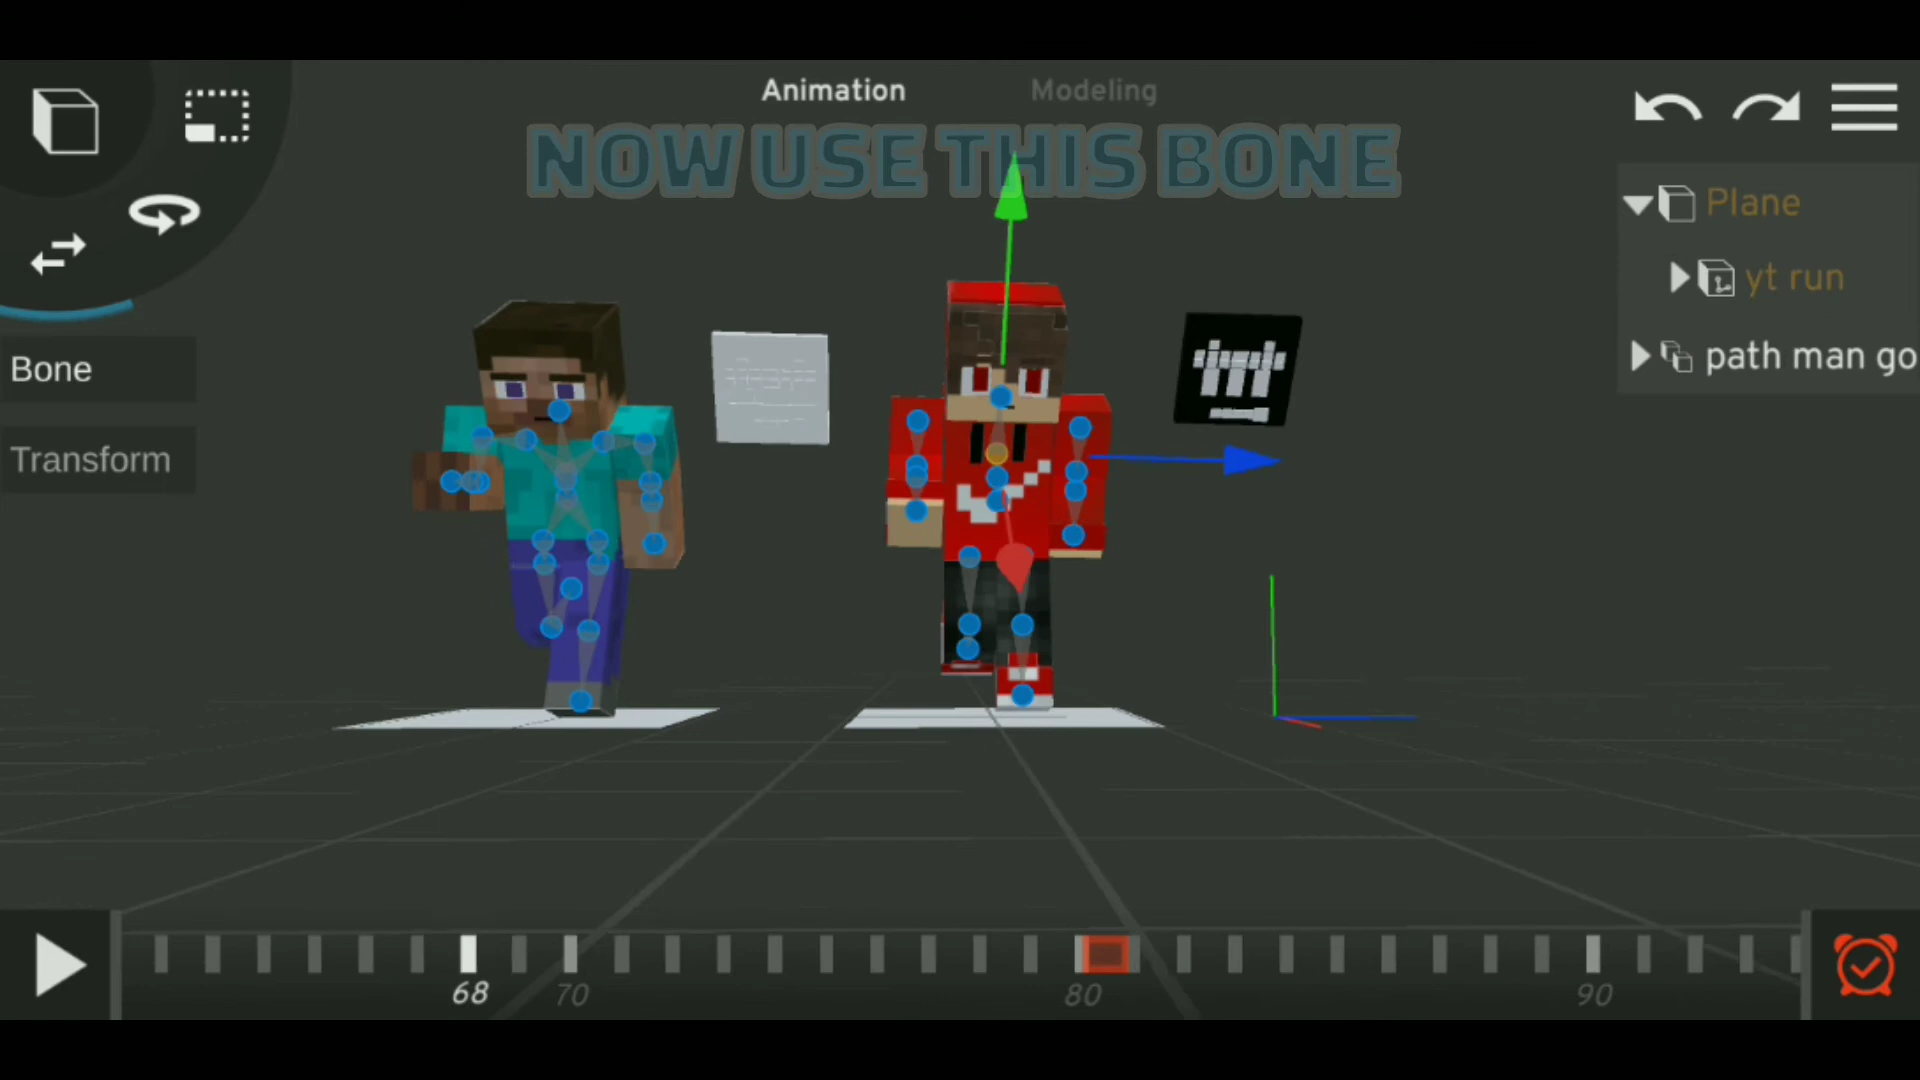 Animation
Modeling
NOW USE THIS BONE
Plane
yt run
path man go
Bone
Transform
68
70
80
90